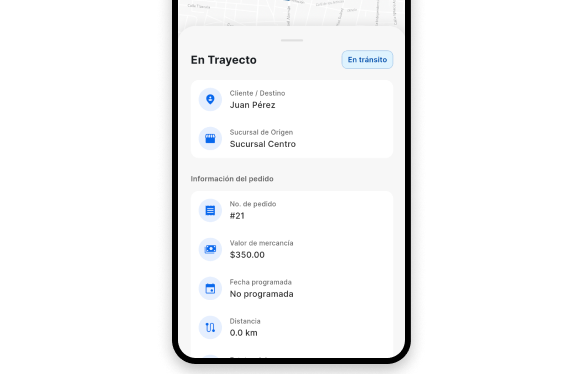 En Trayecto
En tránsito
Cliente / Destino
Juan Pérez
Sucursal de Origen
Sucursal Centro
Información del pedido
No. de pedido
#21
Valor de mercancía
$350.00
Fecha programada
No programada
Distancia
0.0 km